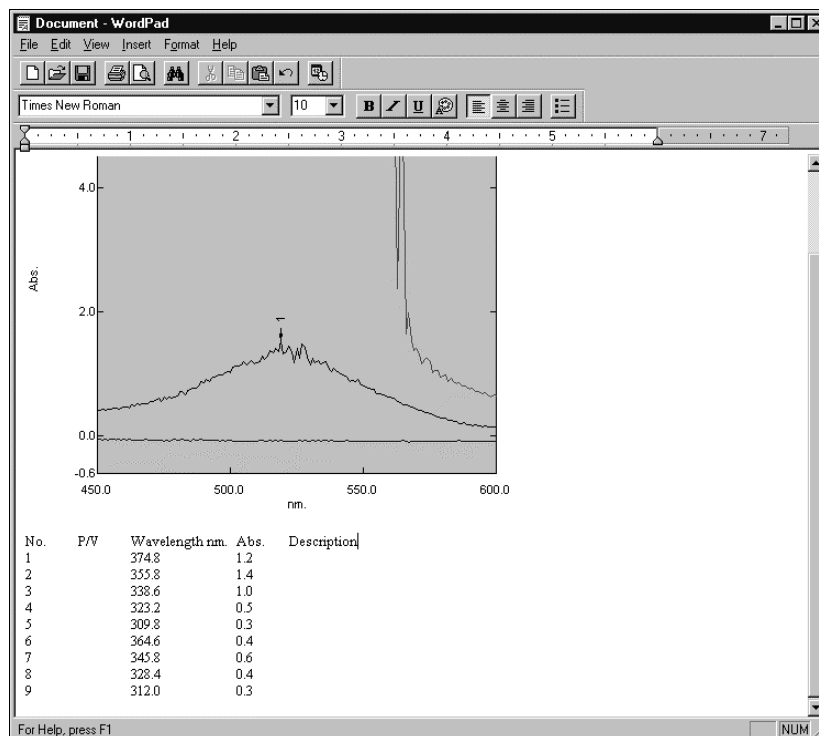 Document - WordPad
File Edit View Insert Format Help
Times New Roman 10 B I U
1 2 3 4 5 7
4.0
Abs.
2.0
1
0.0
-0.6
450.0 500.0 550.0 600.0
nm.
No. P/V Wavelength nm. Abs. Description
1 374.8 1.2
2 355.8 1.4
3 338.6 1.0
4 323.2 0.5
5 309.8 0.3
6 364.6 0.4
7 345.8 0.6
8 328.4 0.4
9 312.0 0.3
For Help, press F1 NUM